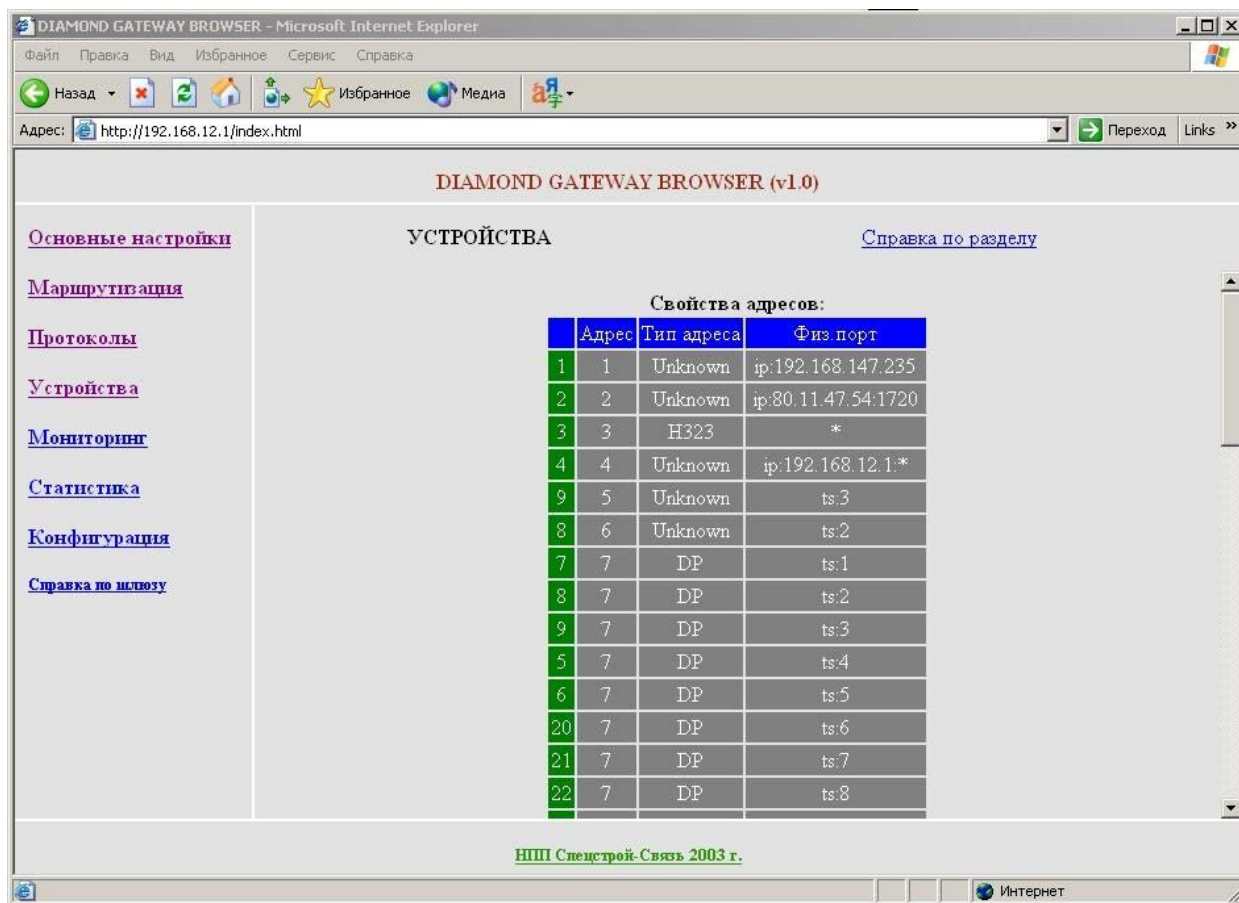 DIAMOND GATEWAY BROWSER - Microsoft Internet Explorer
Файл Правка Вид Избранное Сервис Справка
Назад Избранное Медиа
Адрес: http://192.168.12.1/index.html Переход Links »
DIAMOND GATEWAY BROWSER (v1.0)
Основные настройки
Маршрутизация
Протоколы
Устройства
Мониторинг
Статистика
Конфигурация
Справка по шлюзу
УСТРОЙСТВА Справка по разделу
Свойства адресов:
Адрес Тип адреса Физ.порт
1 1 Unknown ip:192.168.147.235
2 2 Unknown ip:80.11.47.54:1720
3 3 H323 *
4 4 Unknown ip:192.168.12.1:*
9 5 Unknown ts:3
8 6 Unknown ts:2
7 7 DP ts:1
8 7 DP ts:2
9 7 DP ts:3
5 7 DP ts:4
6 7 DP ts:5
20 7 DP ts:6
21 7 DP ts:7
22 7 DP ts:8
НПП Спецстрой-Связь 2003 г.
Интернет